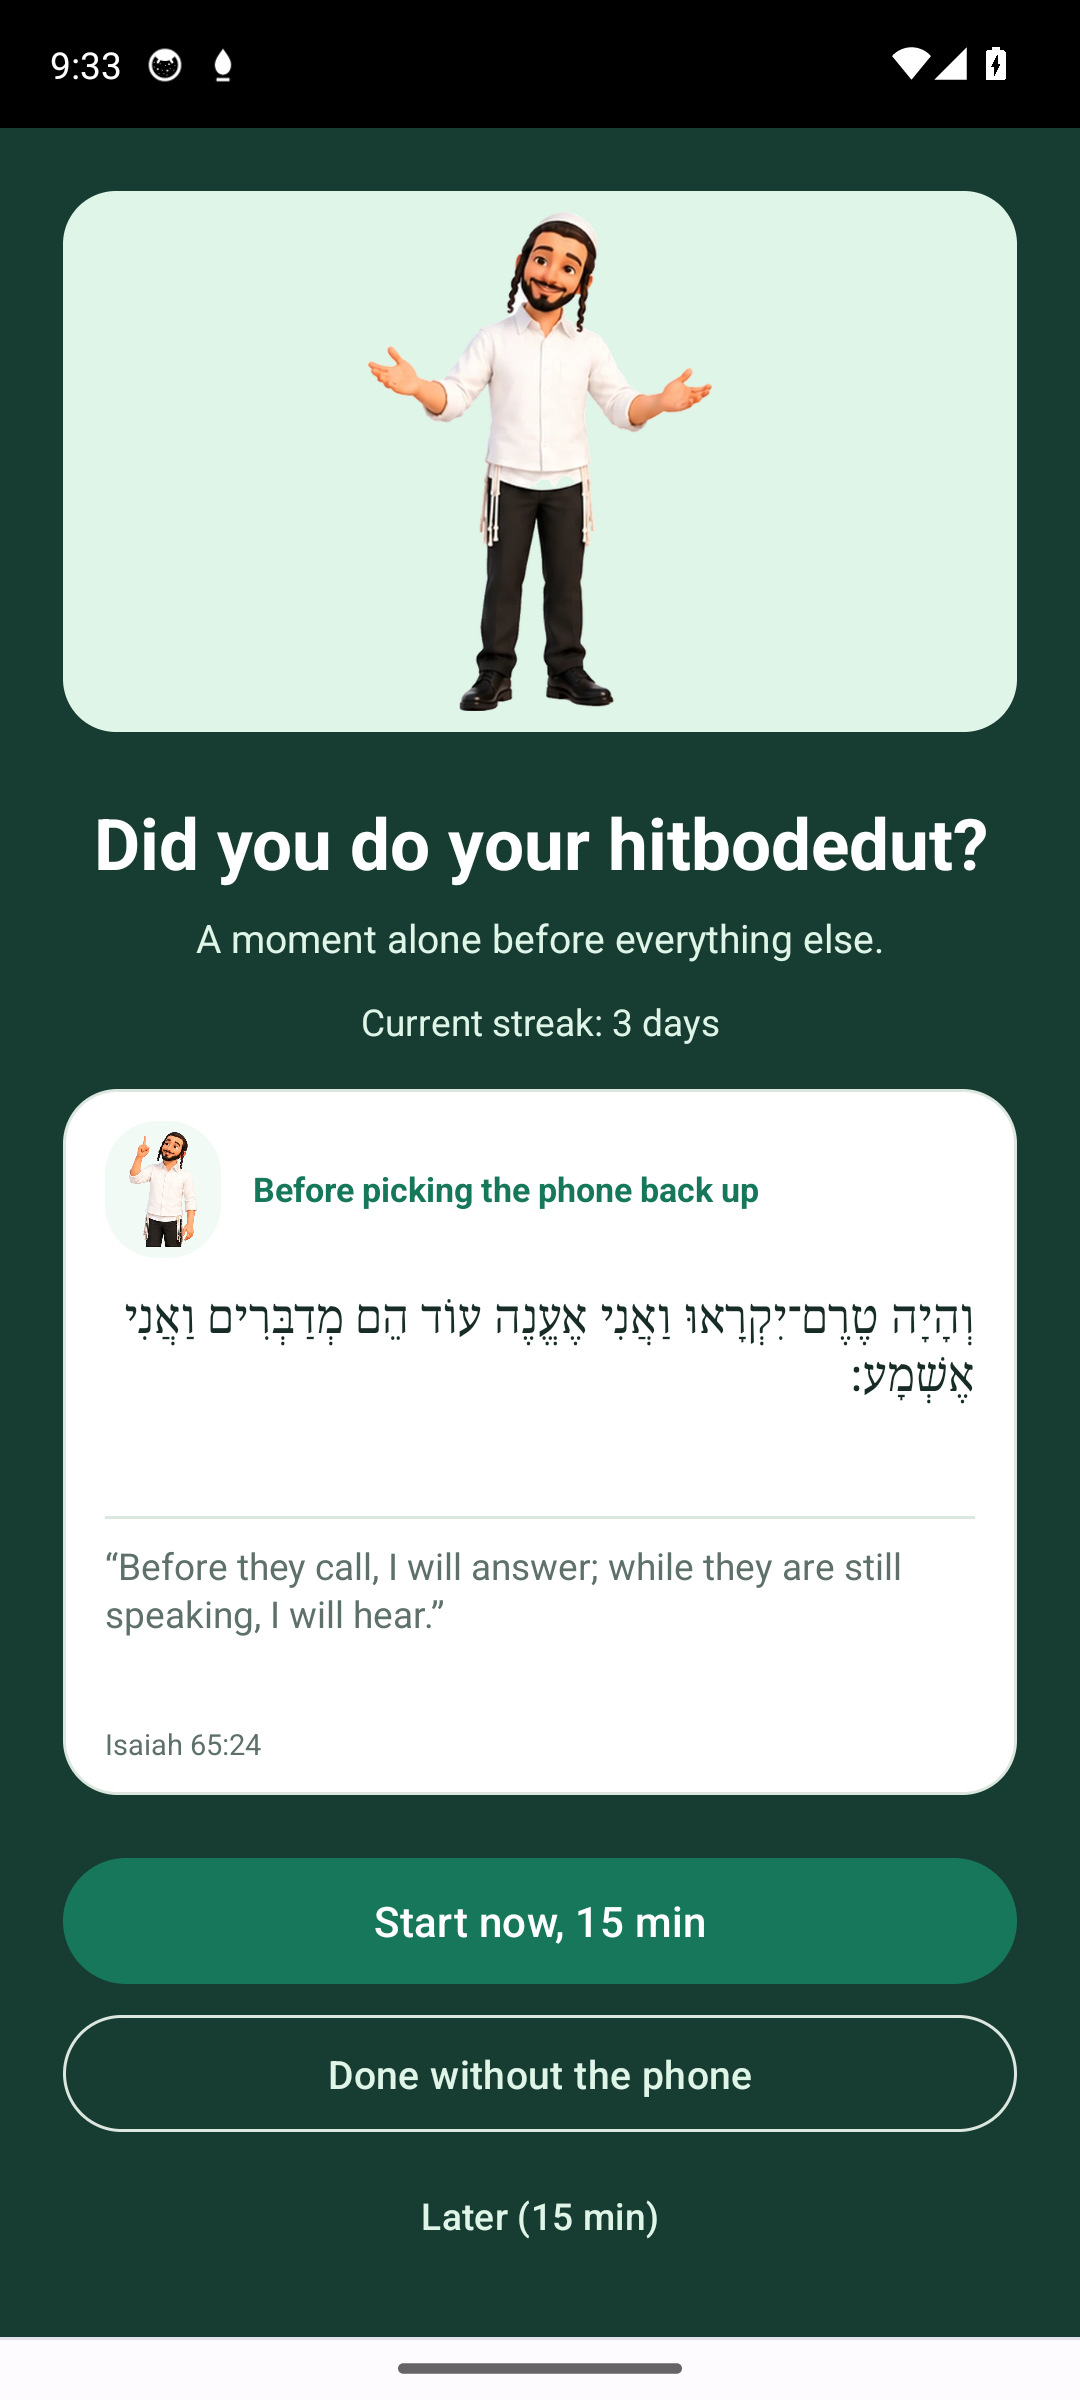 9:33
Did you do your hitbodedut?
A moment alone before everything else.
Current streak: 3 days
Before picking the phone back up
וְהָיָה טֶרֶם־יִקְרָאוּ וַאֲנִי אֶעֱנֶה עוֹד הֵם מְדַבְּרִים וַאֲנִי
אֶשְׁמָע׃
“Before they call, I will answer; while they are still
speaking, I will hear.”
Isaiah 65:24
Start now, 15 min
Done without the phone
Later (15 min)